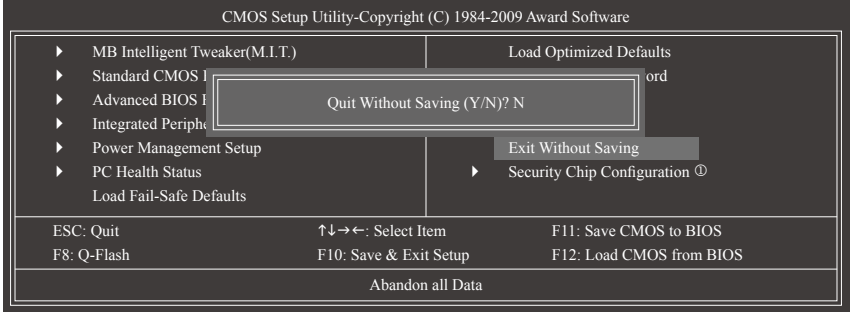 CMOS Setup Utility-Copyright (C) 1984-2009 Award Software
MB Intelligent Tweaker(M.I.T.)
Standard CMOS
Advanced BIOS
Integrated
Power Management Setup
PC Health Status
Load Fail-Safe Defaults
Load Optimized Defaults
Quit Without Saving (Y/N)? N
Exit Without Saving
Security Chip Configuration ①
ESC: Quit ↑↓→←: Select Item F11: Save CMOS to BIOS
F8: Q-Flash F10: Save & Exit Setup F12: Load CMOS from BIOS
Abandon all Data